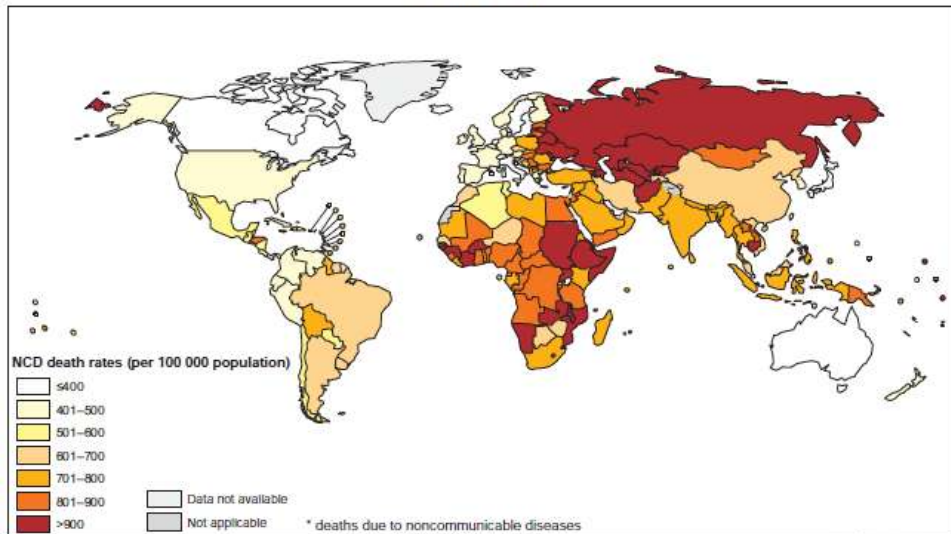 NCD death rates (per 100 000 population)
≤400
401–500
501–600
601–700
701–800
801–900
>900
Data not available
Not applicable
* deaths due to noncommunicable diseases